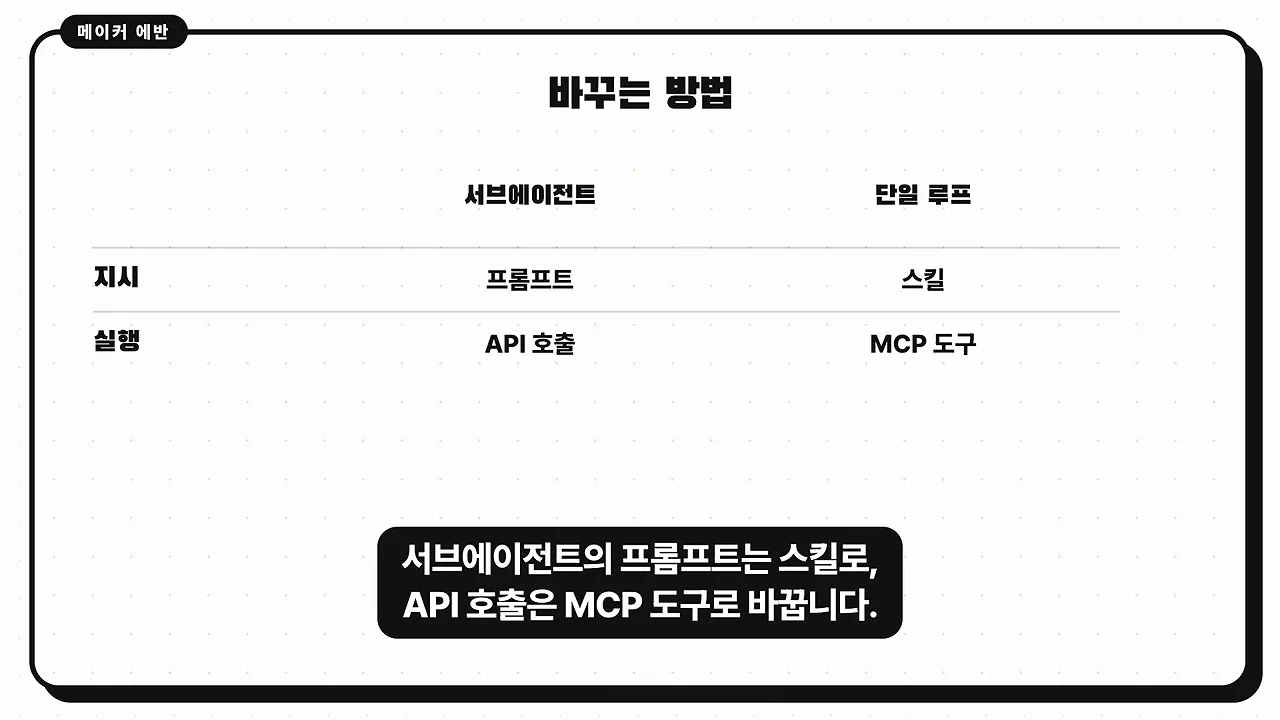 메이커 에반
바꾸는 방법
서브에이전트 단일 루프
지시 프롬프트 스킬
실행 API 호출 MCP 도구
서브에이전트의 프롬프트는 스킬로,
API 호출은 MCP 도구로 바꿉니다.